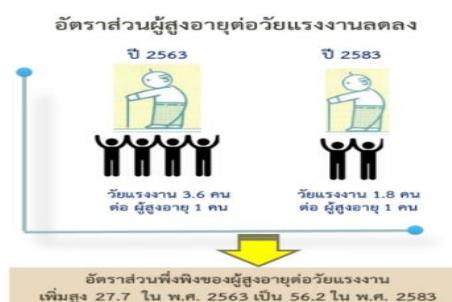 อัตราส่วนผู้สูงอายุต่อวัยแรงงานลดลง
ปี 2563
ปี 2583
วัยแรงงาน 3.6 คน
ต่อ ผู้สูงอายุ 1 คน
วัยแรงงาน 1.8 คน
ต่อ ผู้สูงอายุ 1 คน
อัตราส่วนพึ่งพิงของผู้สูงอายุต่อวัยแรงงาน
เพิ่มสูง 27.7 ใน พ.ศ. 2563 เป็น 56.2 ใน พ.ศ. 2583